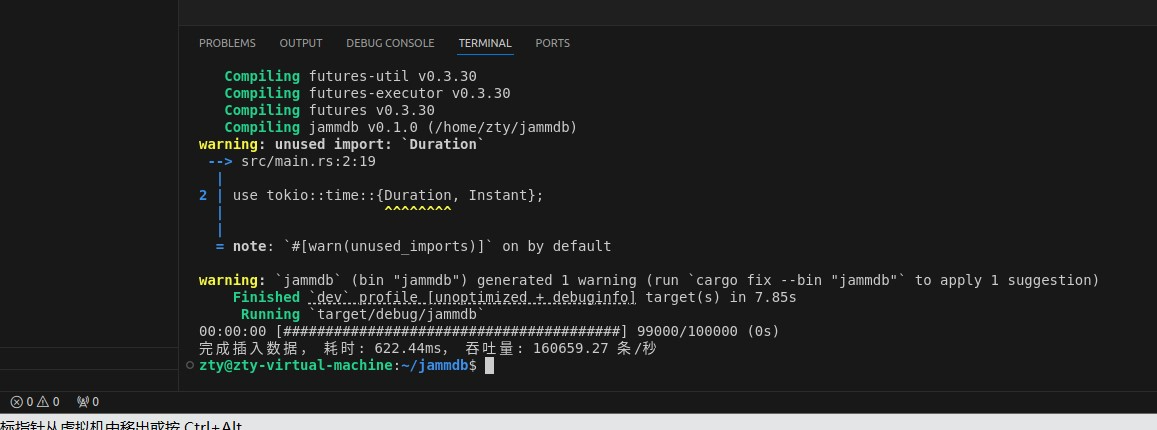 PROBLEMS OUTPUT DEBUG CONSOLE TERMINAL PORTS
Compiling futures-util v0.3.30
Compiling futures-executor v0.3.30
Compiling futures v0.3.30
Compiling jammdb v0.1.0 (/home/zty/jammdb)
warning: unused import: `Duration`
--> src/main.rs:2:19
|
2 | use tokio::time::{Duration, Instant};
| ^^^^^^^^
|
= note: `#[warn(unused_imports)]` on by default
warning: `jammdb` (bin "jammdb") generated 1 warning (run `cargo fix --bin "jammdb"` to apply 1 suggestion)
Finished `dev` profile [unoptimized + debuginfo] target(s) in 7.85s
Running `target/debug/jammdb`
00:00:00 [########################################] 99000/100000 (0s)
完成插入数据, 耗时: 622.44ms, 吞吐量: 160659.27 条/秒
zty@zty-virtual-machine:~/jammdb$
0 0 0
标指针从虚拟机中移出或按 Ctrl+Alt